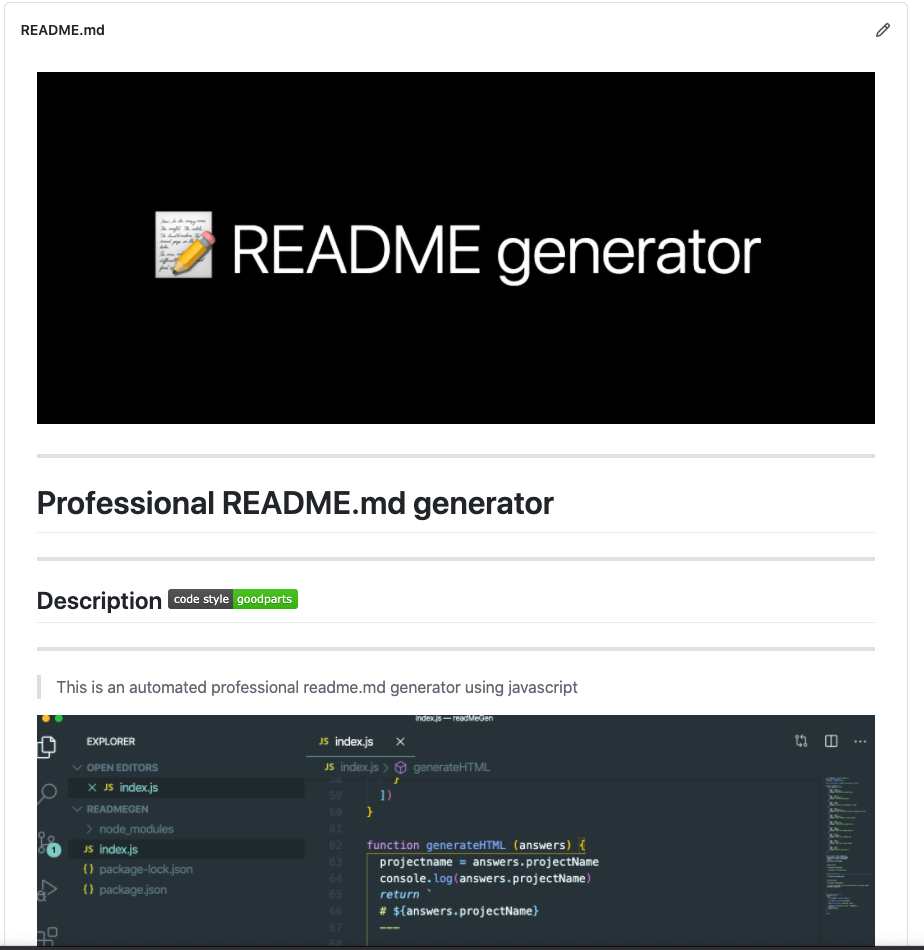 README.md
README generator
Professional README.md generator
Description code style goodparts
This is an automated professional readme.md generator using javascript
index.js — readMeGen
EXPLORER
JS index.js ×
OPEN EDITORS
JS index.js > generateHTML
× JS index.js
58 }
59 ])
READMEGEN
60 }
> node_modules
61
JS index.js
62 function generateHTML (answers) {
1
63 projectname = answers.projectName
{} package-lock.json
64 console.log(answers.projectName)
{} package.json
65 return `
66 # ${answers.projectName}
67 ---
68